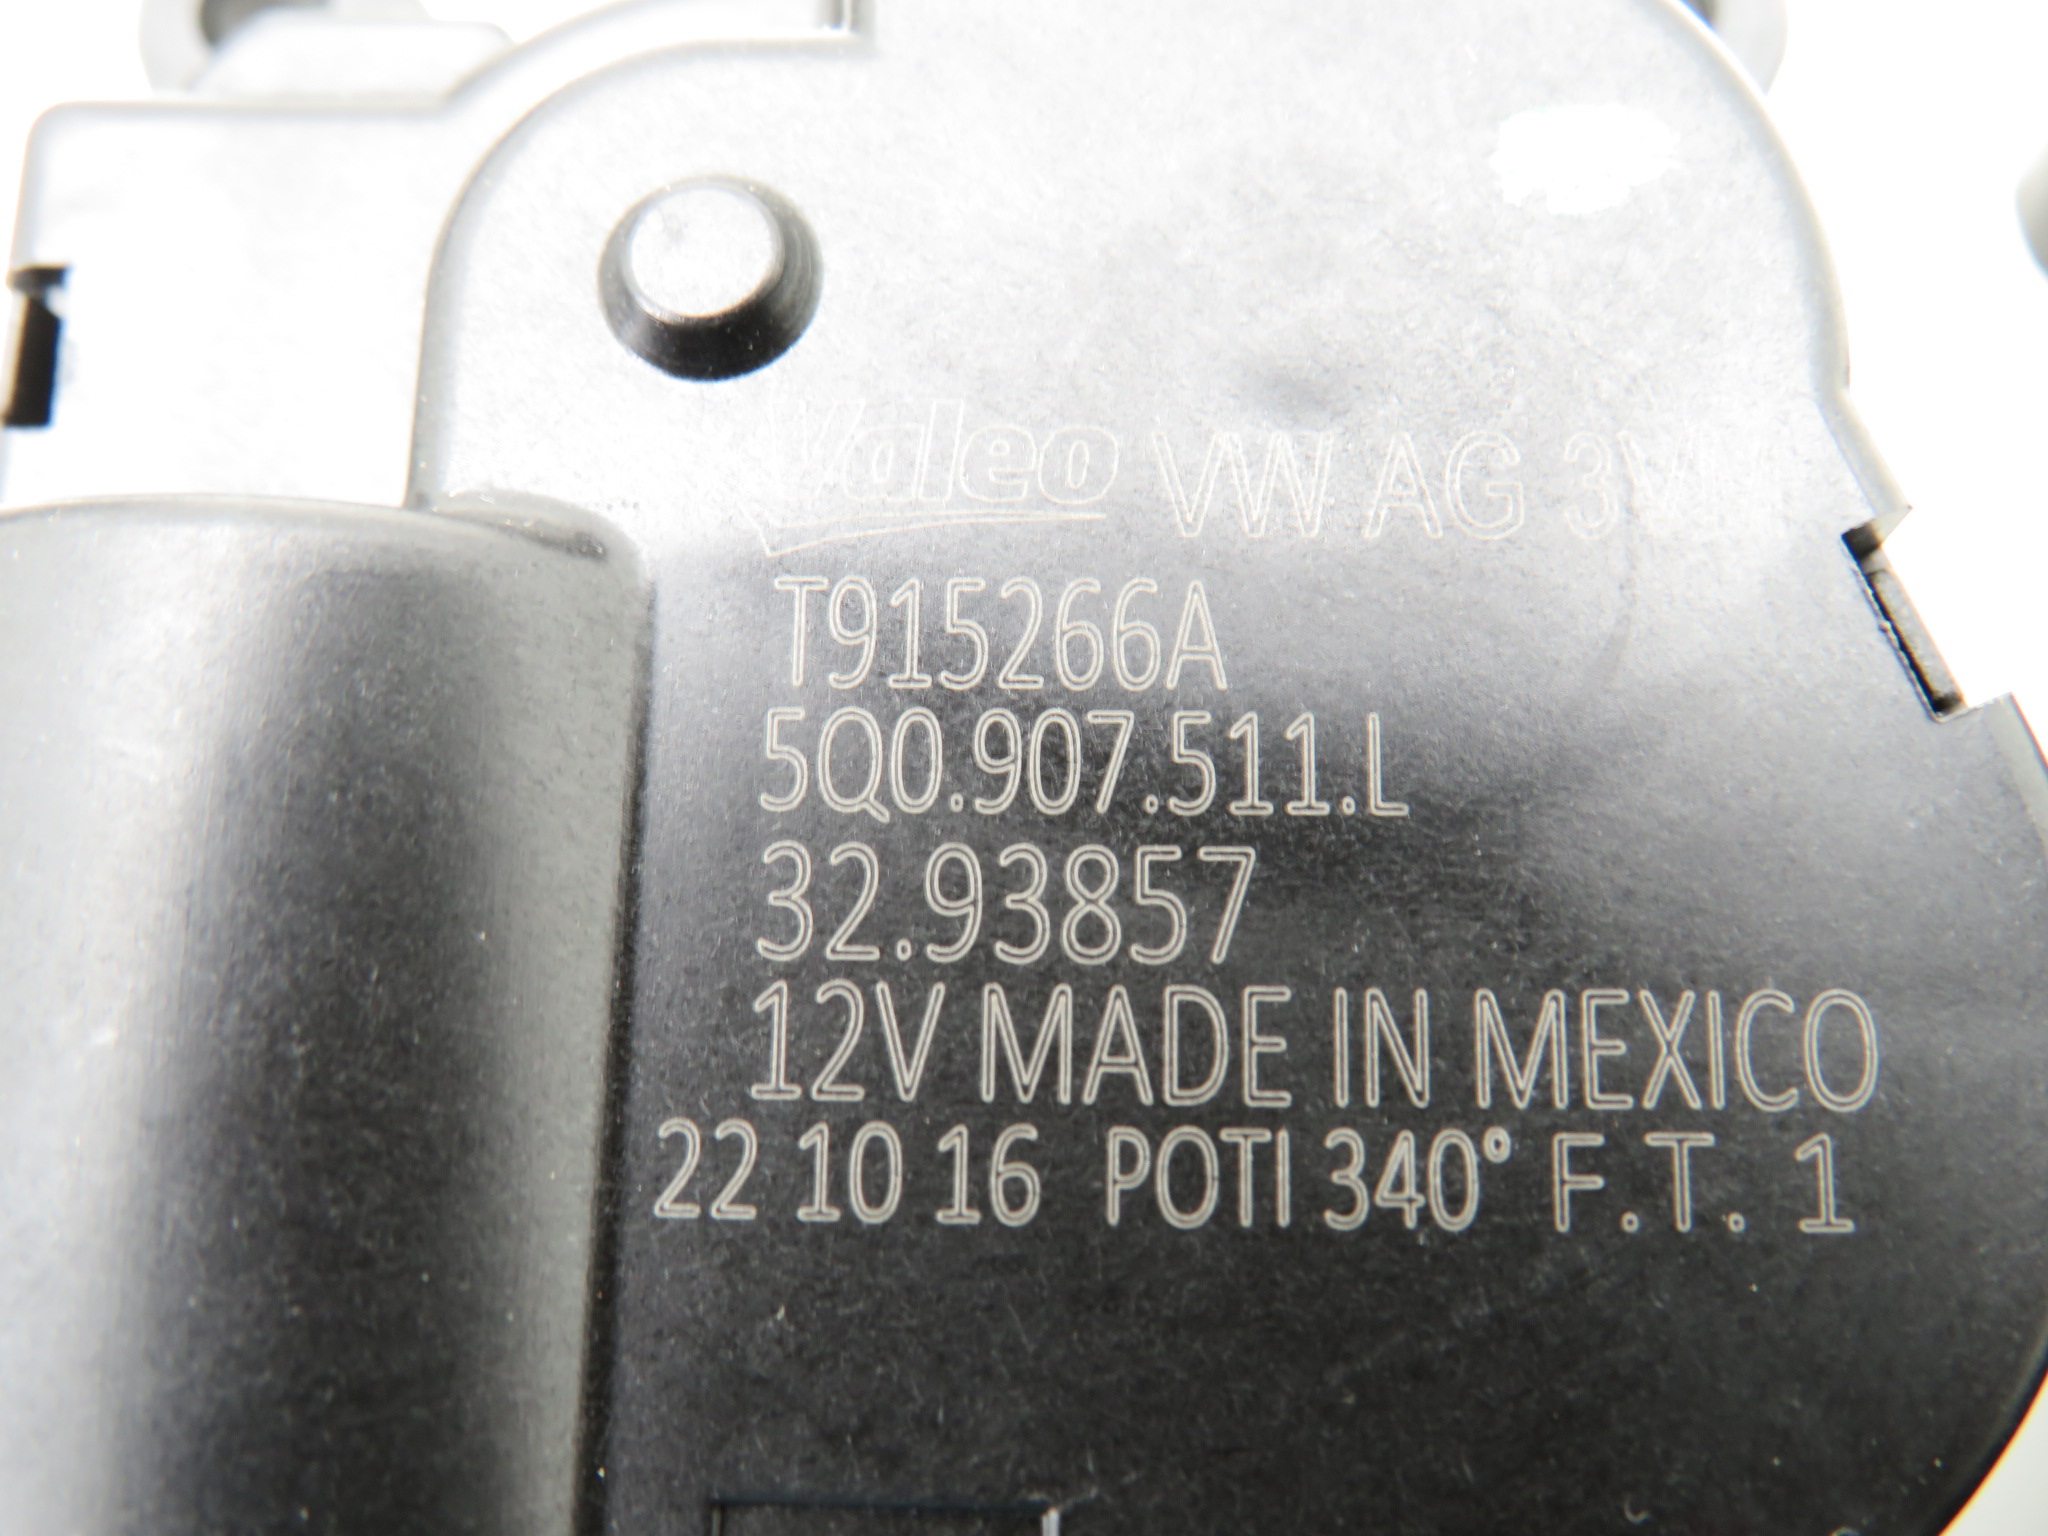 Valeo VW AG
T915266A
5Q0.907.511.L
32.93857
12V MADE IN MEXICO
22 10 16 POTI 340° F.T. 1